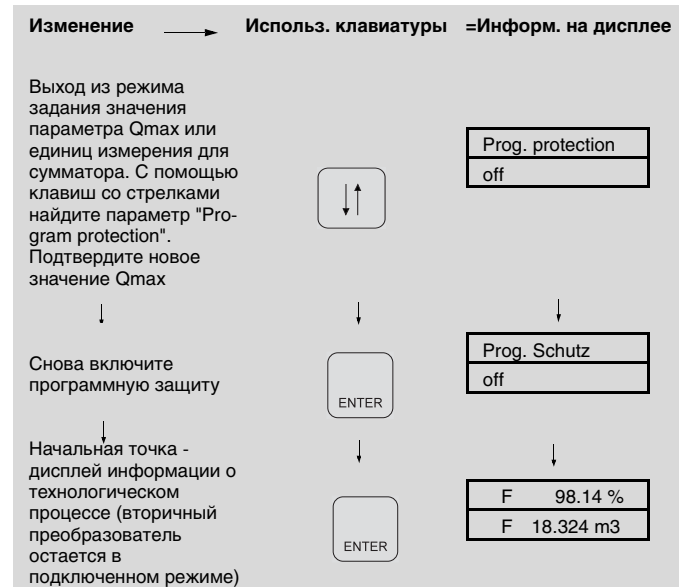 Изменение Использ. клавиатуры =Информ. на дисплее
Выход из режима
задания значения
параметра Qmax или
единиц измерения для
сумматора. С помощью
клавиш со стрелками
найдите параметр "Pro-
gram protection".
Подтвердите новое
значение Qmax
Prog. protection
off
Снова включите
программную защиту
ENTER
Prog. Schutz
off
Начальная точка -
дисплей информации о
технологическом
процессе (вторичный
преобразователь
остается в
подключенном режиме)
ENTER
F 98.14 %
F 18.324 m3